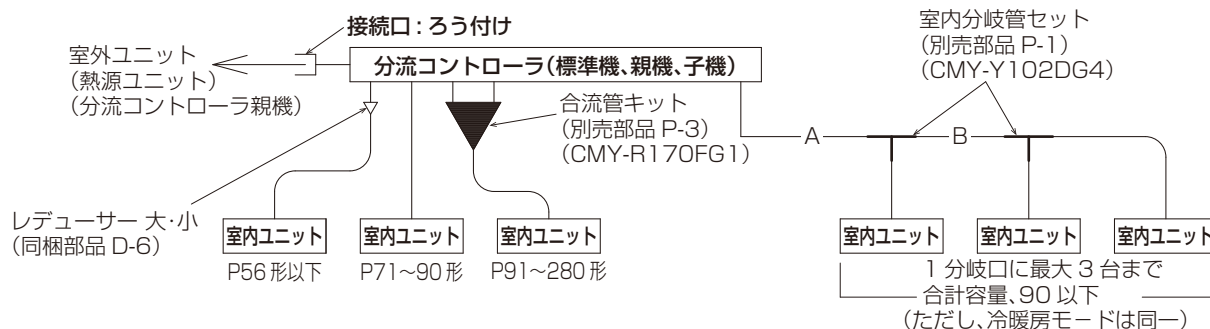 接続口：ろう付け
室外ユニット
（熱源ユニット）
（分流コントローラ親機）
分流コントローラ（標準機、親機、子機）
室内分岐管セット
（別売部品 P-1）
（CMY-Y102DG4）
合流管キット
（別売部品 P-3）
（CMY-R170FG1）
A
B
レデューサー 大・小
（同梱部品 D-6）
室内ユニット
P56 形以下
室内ユニット
P71～90 形
室内ユニット
P91～280 形
室内ユニット
室内ユニット
室内ユニット
1 分岐口に最大 3 台まで
合計容量、90 以下
（ただし、冷暖房モードは同一）